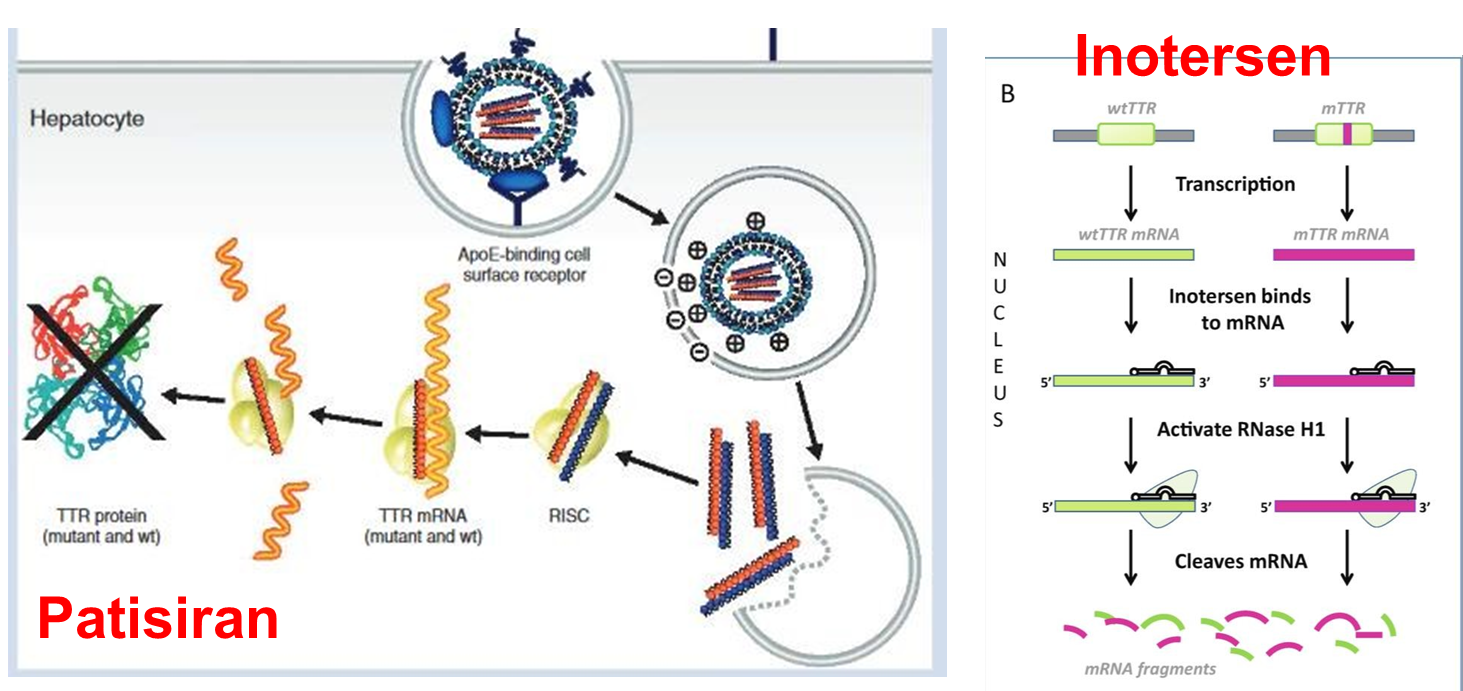 Hepatocyte
ApoE-binding cell
surface receptor
TTR protein
(mutant and wt)
TTR mRNA
(mutant and wt)
RISC
Patisiran
Inotersen
B
wtTTR
mTTR
Transcription
wtTTR mRNA
mTTR mRNA
NUCLEUS
Inotersen binds
to mRNA
5’ 3’
5’ 3’
Activate RNase H1
5’ 3’
5’ 3’
Cleaves mRNA
mRNA fragments